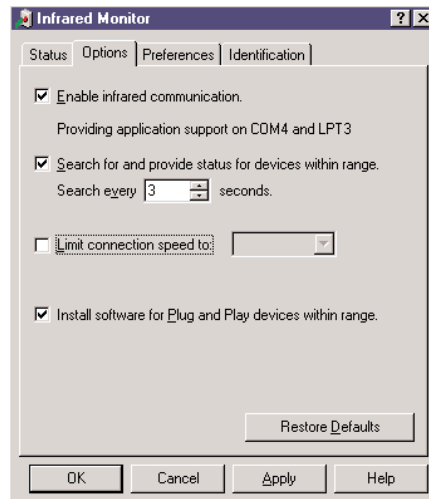 Infrared Monitor
Status Options Preferences Identification
Enable infrared communication.
Providing application support on COM4 and LPT3
Search for and provide status for devices within range.
Search every 3 seconds.
Limit connection speed to:
Install software for Plug and Play devices within range.
Restore Defaults
OK Cancel Apply Help